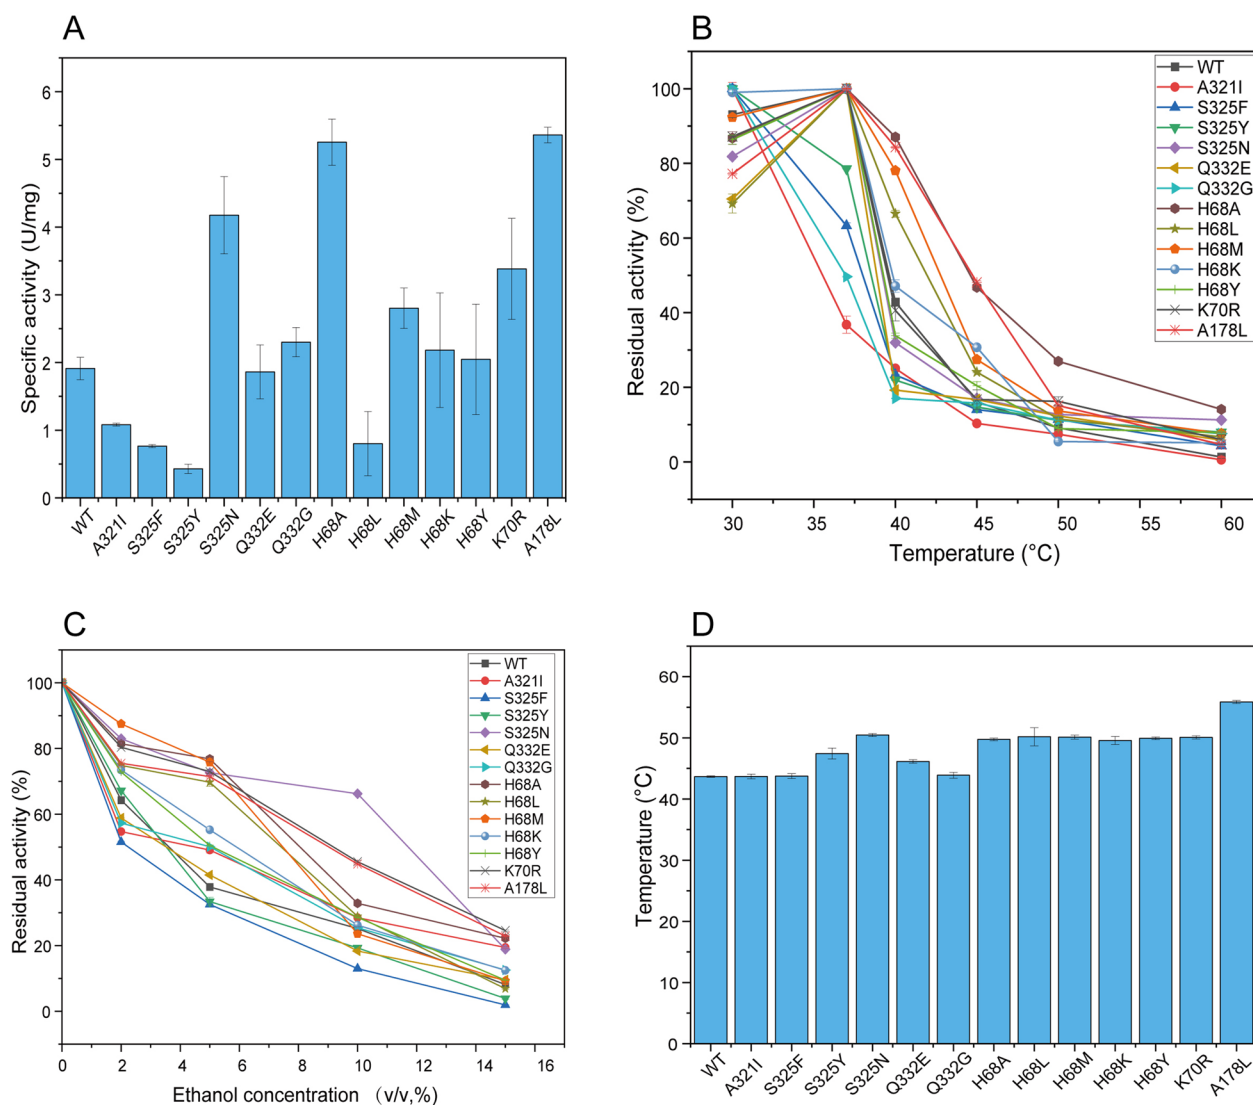 A
Specific activity (U/mg)
6
5
4
3
2
1
0
WT A321I S325F S325Y S325N Q332E Q332G H68A H68L H68M H68K H68Y K70R A178L
B
Residual activity (%)
100
80
60
40
20
0
30 35 40 45 50 55 60
Temperature (°C)
WT
A321I
S325F
S325Y
S325N
Q332E
Q332G
H68A
H68L
H68M
H68K
H68Y
K70R
A178L
C
Residual activity (%)
100
80
60
40
20
0
0 2 4 6 8 10 12 14 16
Ethanol concentration （v/v,%)
WT
A321I
S325F
S325Y
S325N
Q332E
Q332G
H68A
H68L
H68M
H68K
H68Y
K70R
A178L
D
Temperature (°C)
60
50
40
30
20
10
0
WT A321I S325F S325Y S325N Q332E Q332G H68A H68L H68M H68K H68Y K70R A178L